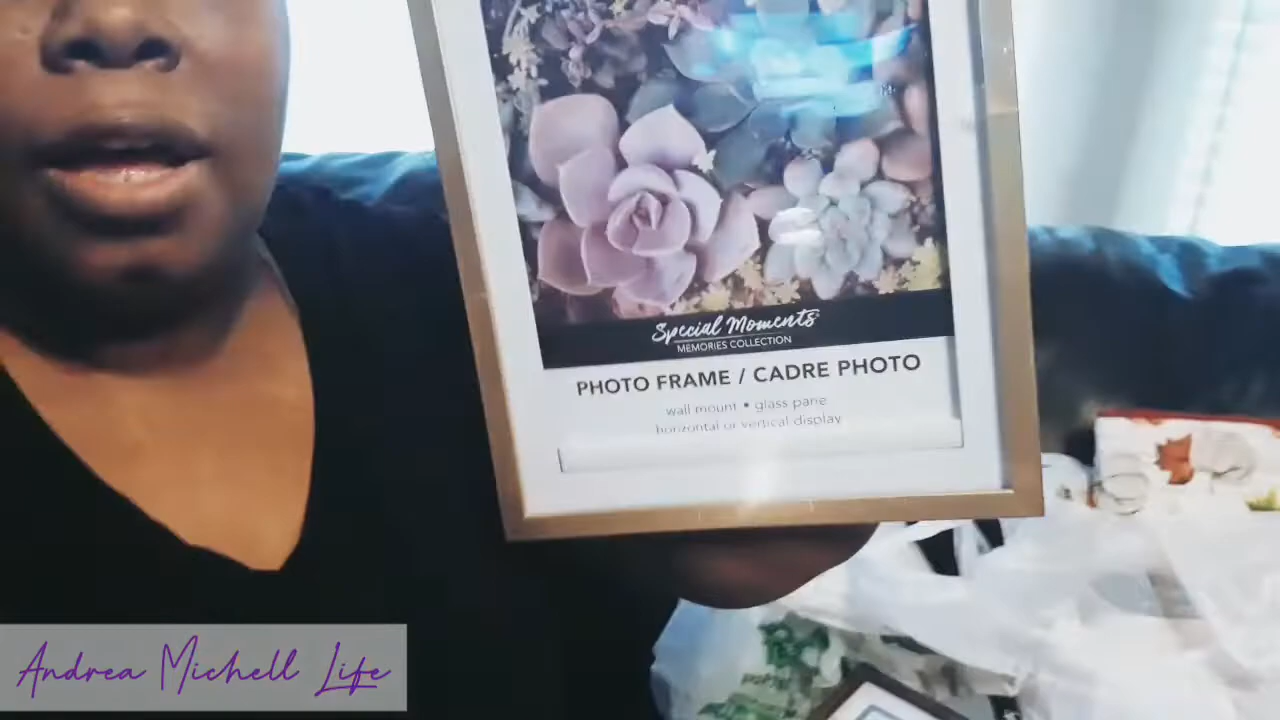 Special Moments
MEMORIES COLLECTION
PHOTO FRAME / CADRE PHOTO
wall mount • glass pane
horizontal or vertical display
Andrea Michell Life